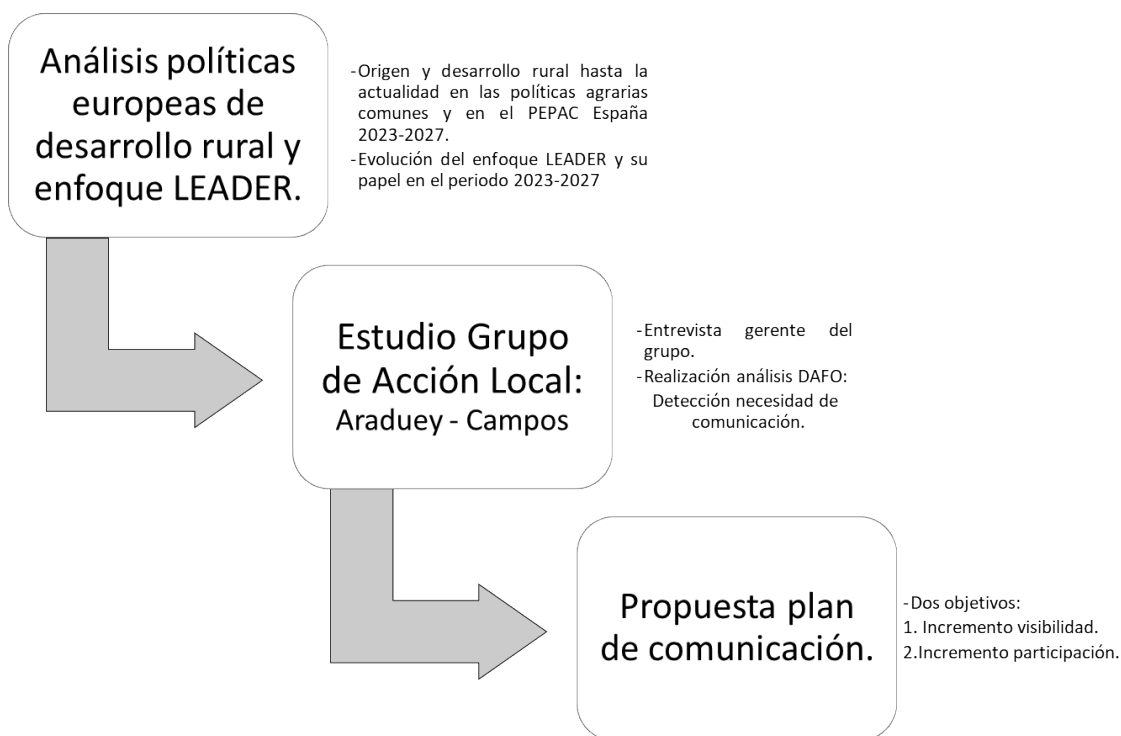 Análisis políticas
europeas de
desarrollo rural y
enfoque LEADER.
-Origen y desarrollo rural hasta la
actualidad en las políticas agrarias
comunes y en el PEPAC España
2023-2027.
-Evolución del enfoque LEADER y su
papel en el periodo 2023-2027
Estudio Grupo
de Acción Local:
Araduey - Campos
-Entrevista gerente del
grupo.
-Realización análisis DAFO:
Detección necesidad de
comunicación.
Propuesta plan
de comunicación.
-Dos objetivos:
1. Incremento visibilidad.
2.Incremento participación.